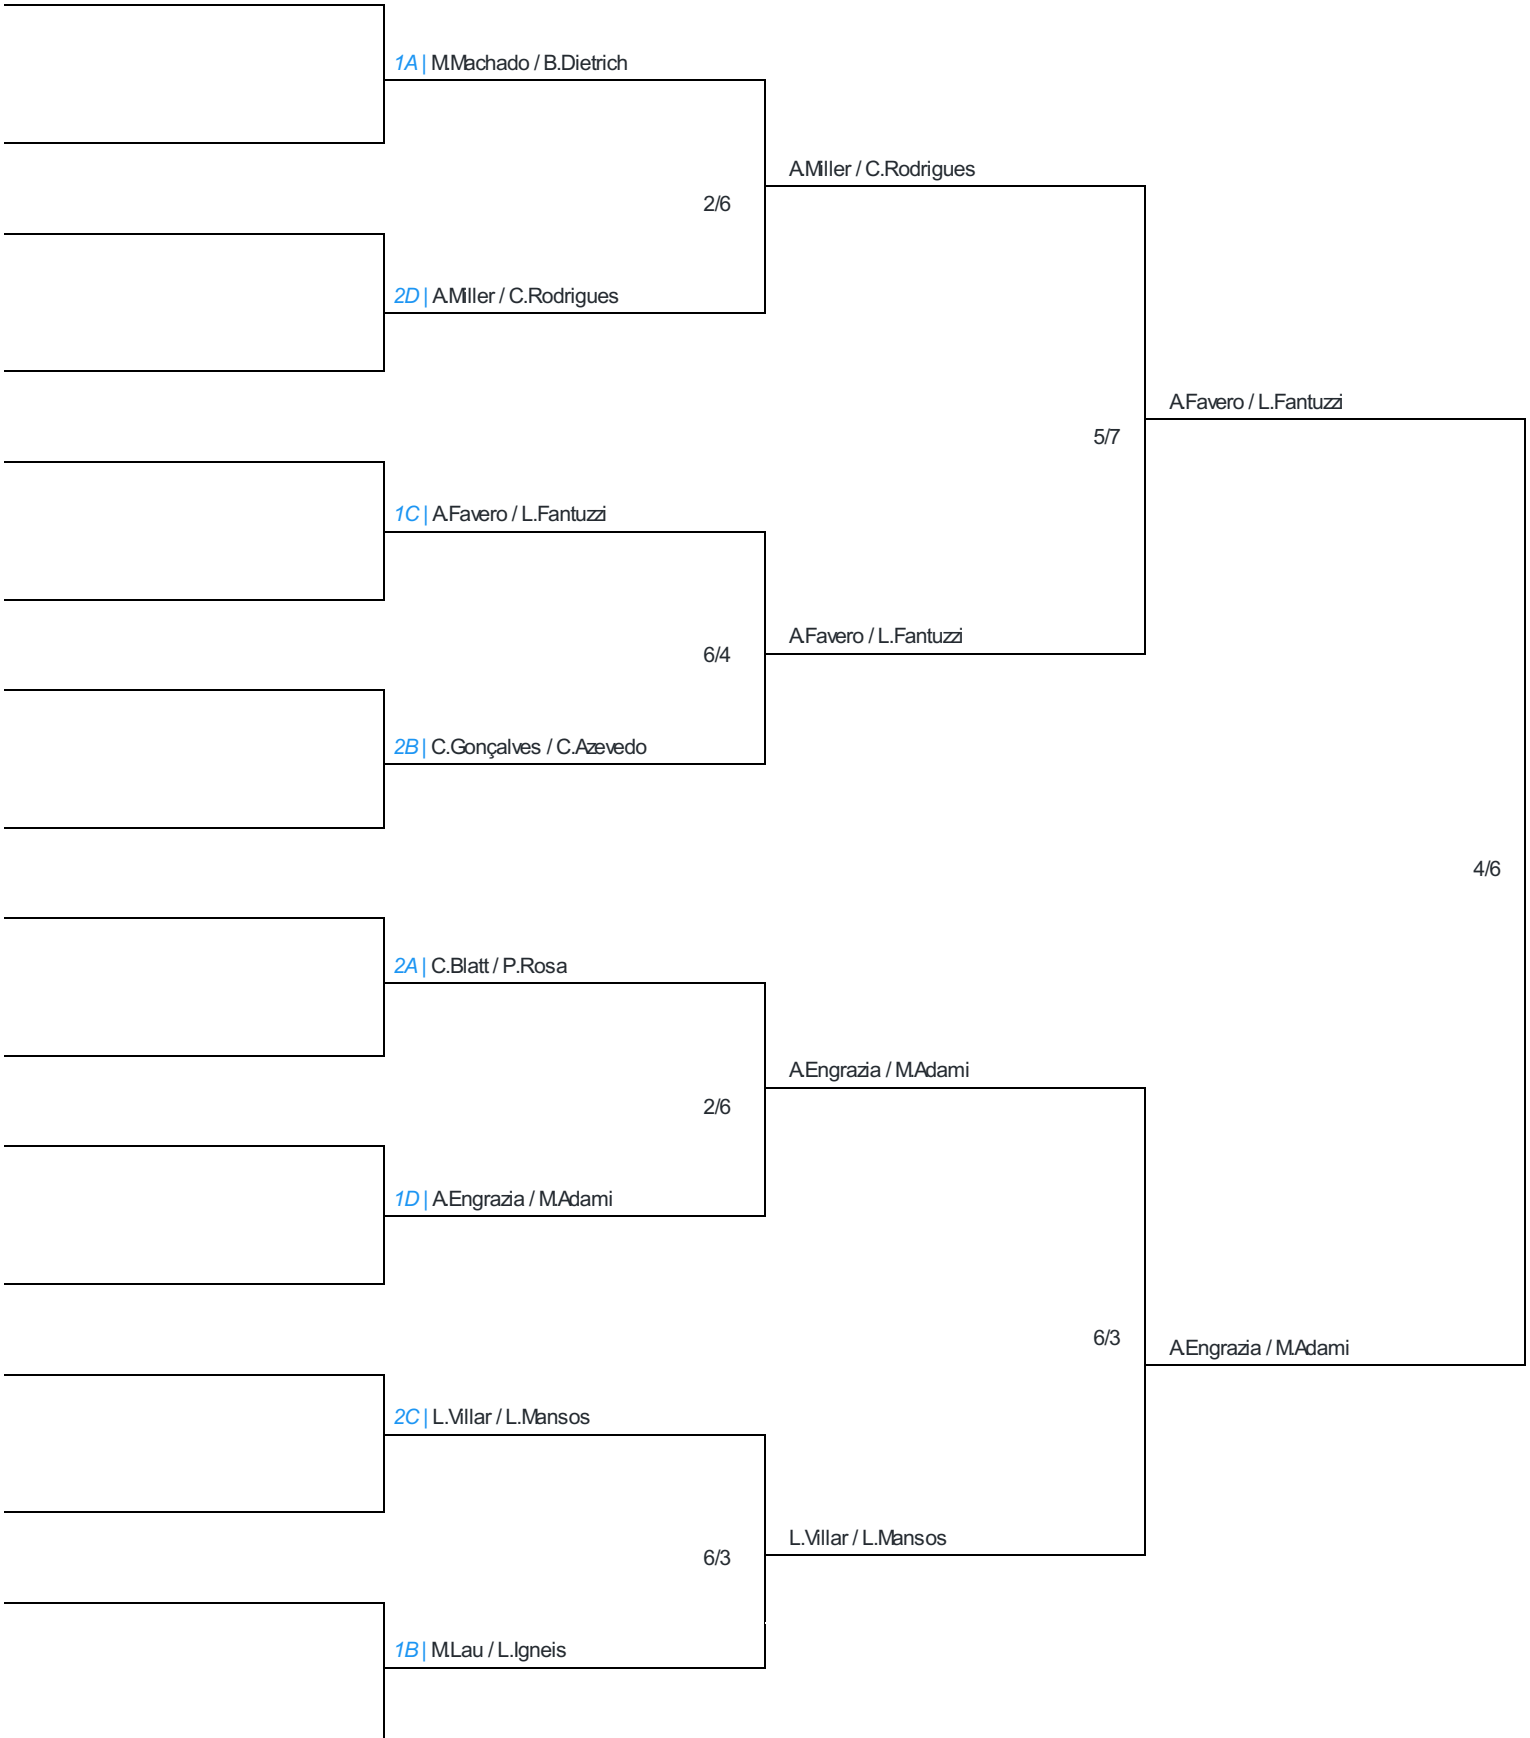 1A | M.Machado / B.Dietrich
A.Miller / C.Rodrigues
2/6
2D | A.Miller / C.Rodrigues
A.Favero / L.Fantuzzi
5/7
1C | A.Favero / L.Fantuzzi
A.Favero / L.Fantuzzi
6/4
2B | C.Gonçalves / C.Azevedo
4/6
2A | C.Blatt / P.Rosa
A.Engrazia / M.Adami
2/6
1D | A.Engrazia / M.Adami
6/3
A.Engrazia / M.Adami
2C | L.Villar / L.Mansos
L.Villar / L.Mansos
6/3
1B | M.Lau / L.Igneis